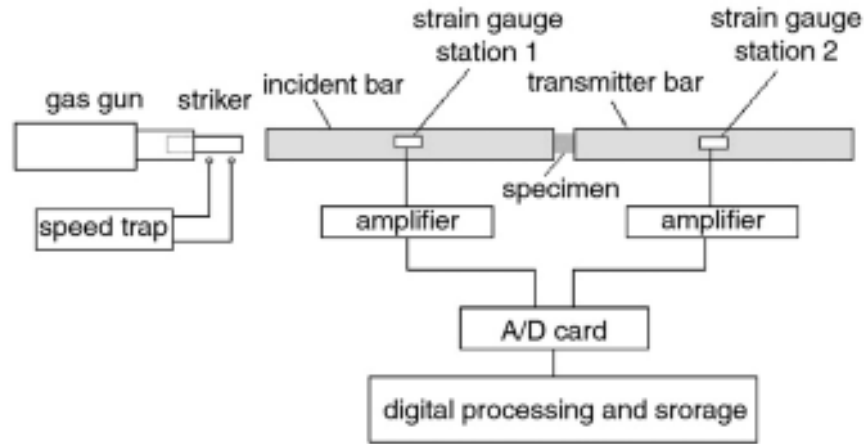 strain gauge
station 1
strain gauge
station 2
gas gun
striker
incident bar
transmitter bar
specimen
speed trap
amplifier
amplifier
A/D card
digital processing and srorage